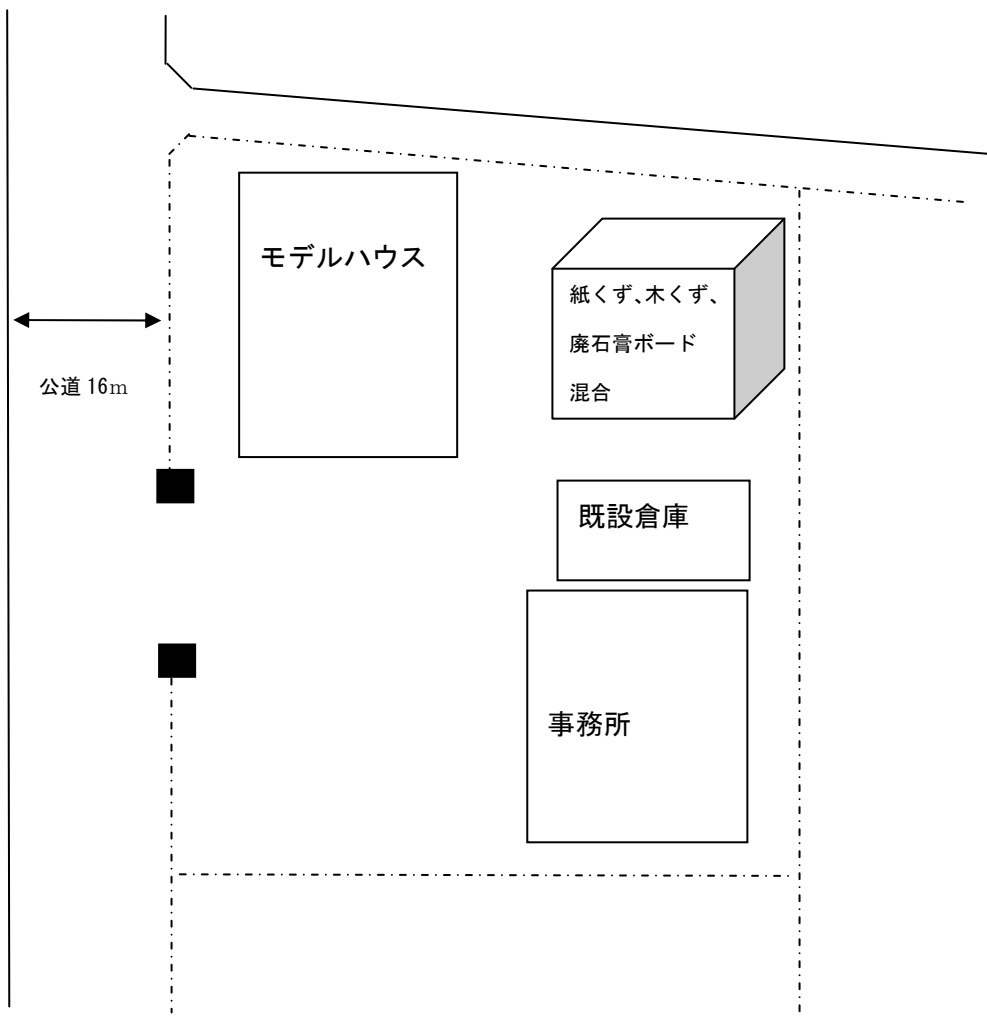 モデルハウス
紙くず､木くず､
廃石膏ボード
混合
公道 16m
既設倉庫
事務所